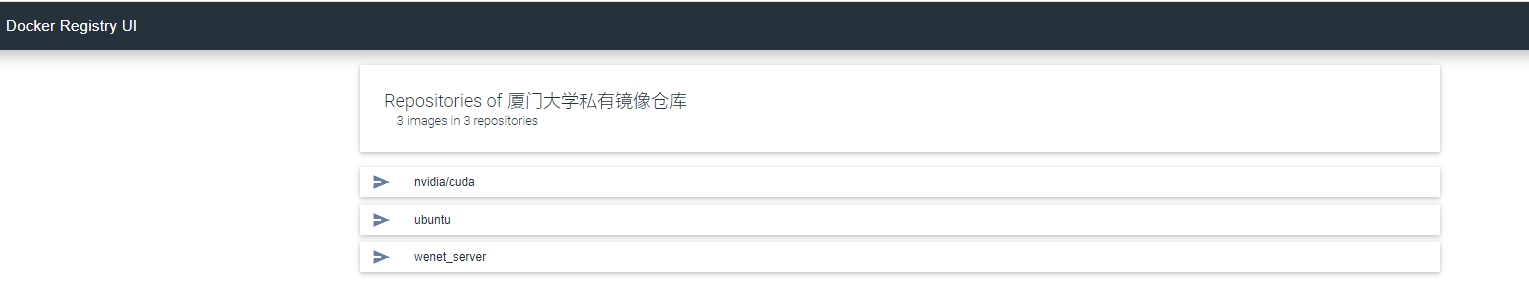 Docker Registry UI
Repositories of 厦门大学私有镜像仓库
3 images in 3 repositories
nvidia/cuda
ubuntu
wenet_server